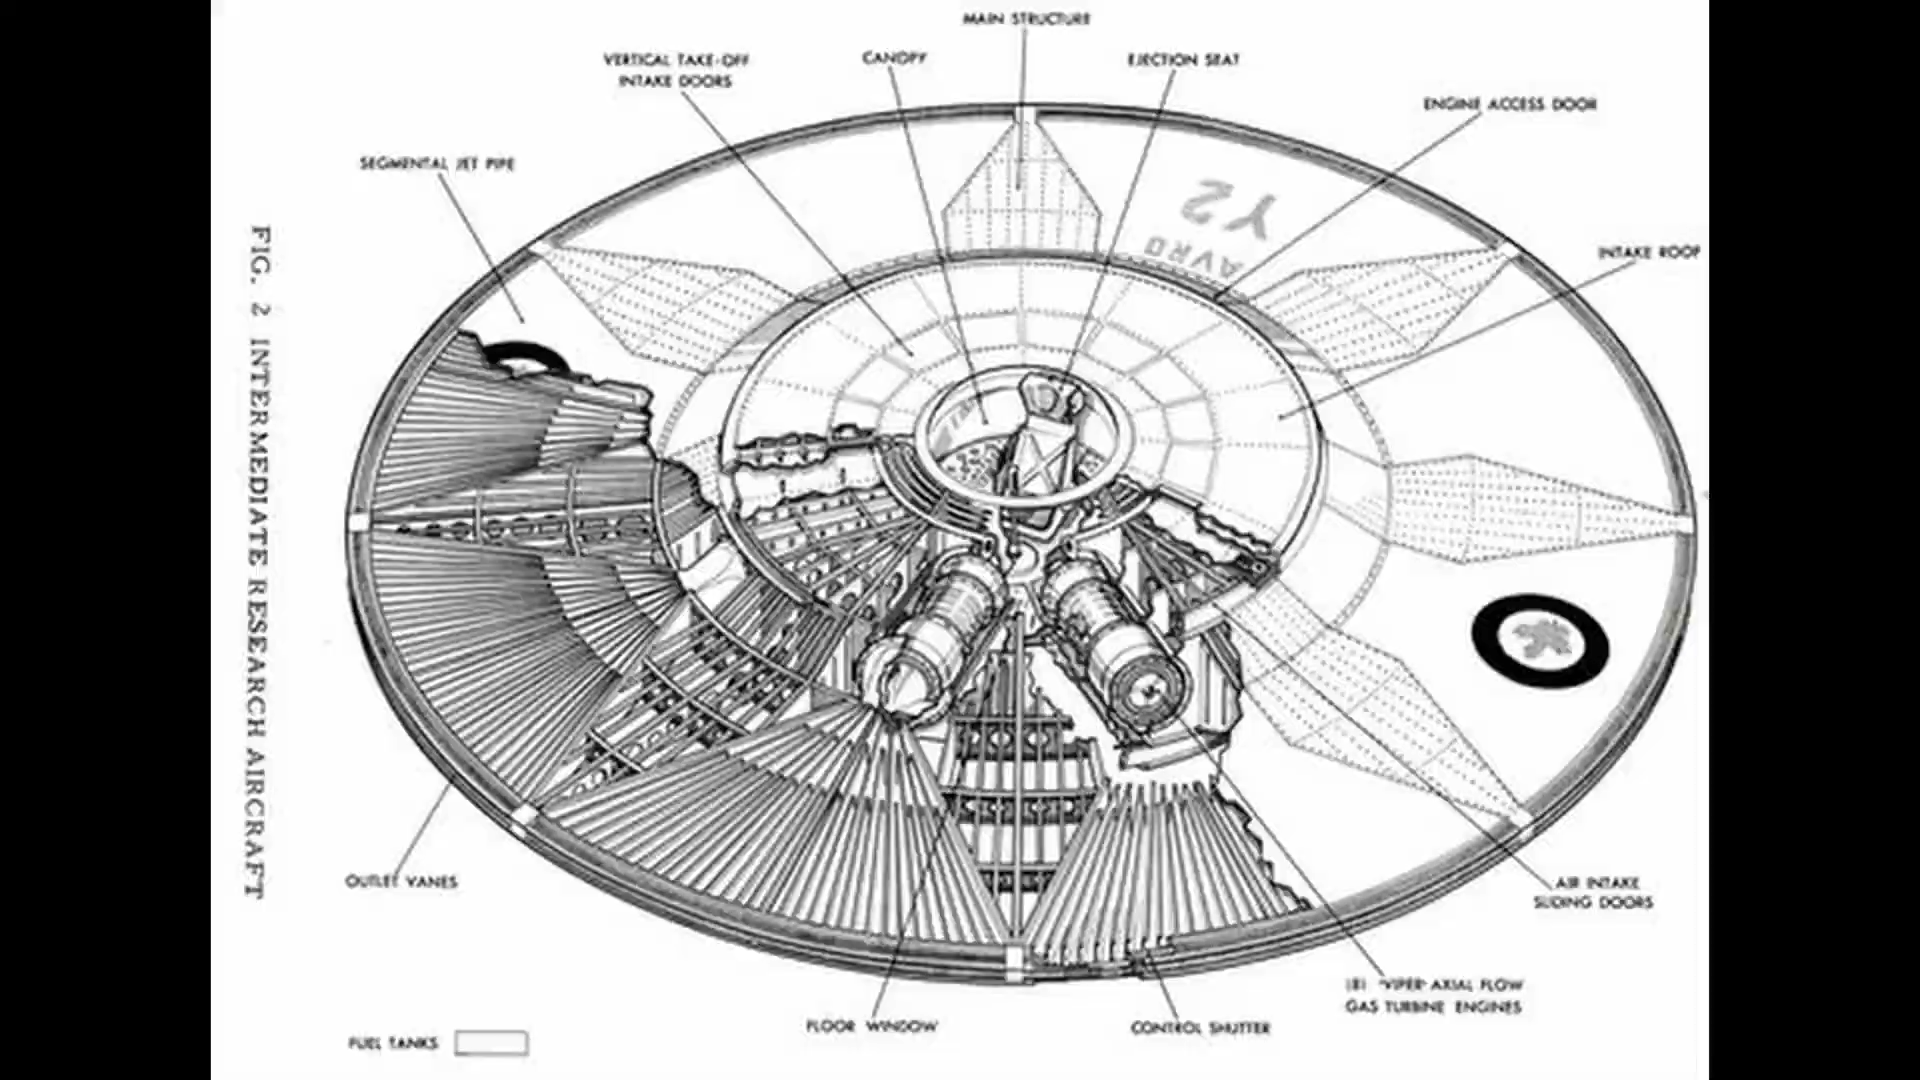 MAIN STRUCTURE
VERTICAL TAKE-OFF
INTAKE DOORS
CANOPY
EJECTION SEAT
ENGINE ACCESS DOOR
SEGMENTAL JET PIPE
INTAKE ROOF
AVRO
Y2
FIG. 2 INTERMEDIATE RESEARCH AIRCRAFT
OUTLET VANES
AIR INTAKE
SLIDING DOORS
(8) VIPER AXIAL FLOW
GAS TURBINE ENGINES
FLOOR WINDOW
CONTROL SHUTTER
FUEL TANKS